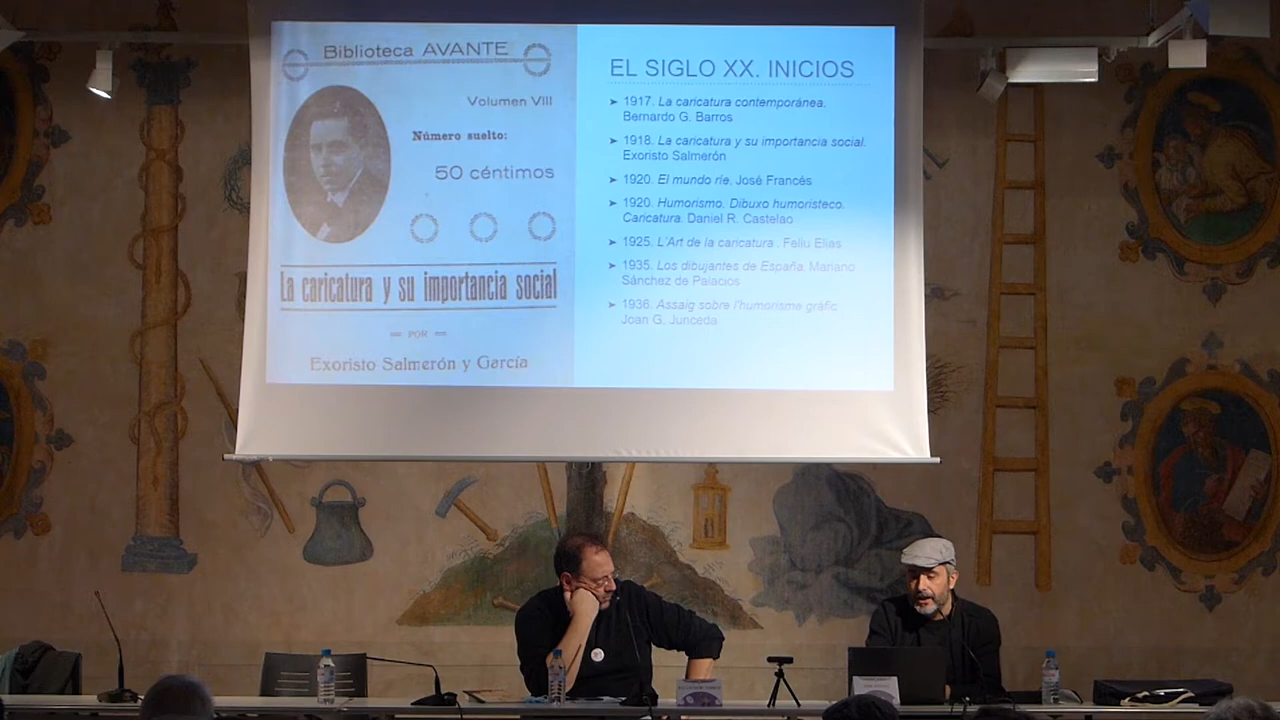 Biblioteca AVANTE
Volumen VIII
Número suelto:
50 céntimos
La caricatura y su importancia social
POR
Exoristo Salmerón y García
EL SIGLO XX. INICIOS
➤ 1917. La caricatura contemporánea.
Bernardo G. Barros
➤ 1918. La caricatura y su importancia social.
Exoristo Salmerón
➤ 1920. El mundo ríe. José Francés
➤ 1920. Humorismo. Dibuxo humoristeco.
Caricatura. Daniel R. Castelao
➤ 1925. L'Art de la caricatura . Feliu Elias
➤ 1935. Los dibujantes de España. Mariano
Sánchez de Palacios
➤ 1936. Assaig sobre l'humorisme gràfic
Joan G. Junceda